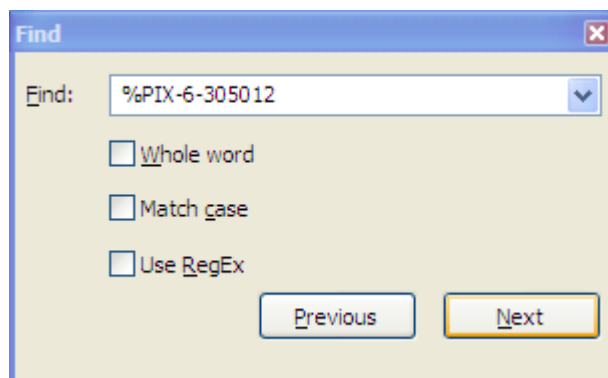 Find
Find: %PIX-6-305012
Whole word
Match case
Use RegEx
Previous Next